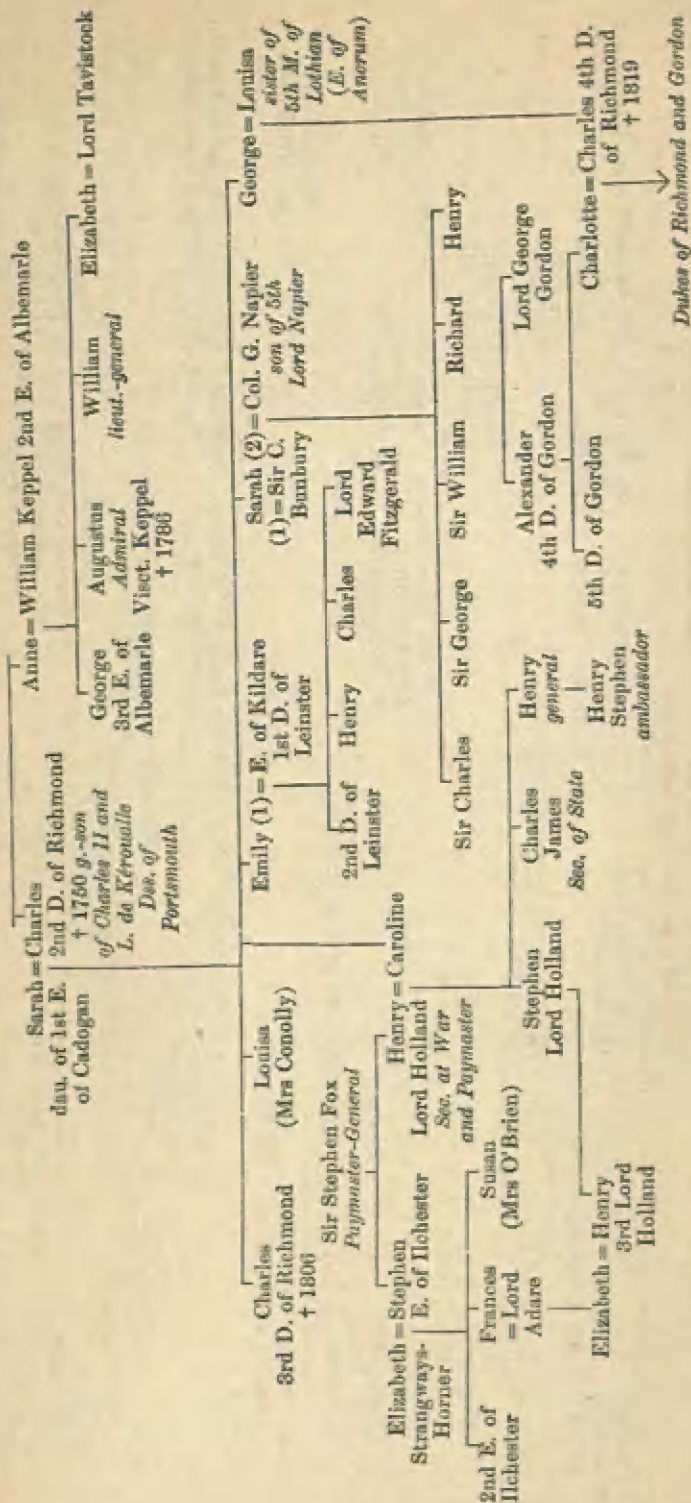 Sarah = Charles
dau. of 1st E.
of Cadogan
2nd D. of Richmond
† 1750 g.-son
of Charles II and
L. de Kéroualle
Dss. of
Portsmouth
Anne = William Keppel 2nd E. of Albemarle
George
3rd E. of
Albemarle
Augustus
Admiral
Visct. Keppel
† 1786
William
lieut.-general
Elizabeth = Lord Tavistock
Charles
3rd D. of Richmond
† 1806
Louisa
(Mrs Conolly)
Emily (1) = E. of Kildare
1st D. of
Leinster
Sarah (2) = Col. G. Napier
(1) = Sir C.
Bunbury
son of 5th
Lord Napier
George = Louisa
sister of
5th M. of
Lothian
(E. of
Ancrum)
Sir Stephen Fox
Paymaster-General
2nd D. of
Leinster
Henry
Charles
Lord
Edward
Fitzgerald
Elizabeth = Stephen
Strangways-
Horner
E. of Ilchester
Henry = Caroline
Lord Holland
Sec. at War
and Paymaster
Sir Charles
Sir George
Sir William
Richard
Henry
2nd E. of
Ilchester
Frances
= Lord
Adare
Susan
(Mrs O'Brien)
Stephen
Lord Holland
Charles
James
Sec. of State
Henry
general
Alexander
4th D. of Gordon
Lord George
Gordon
Elizabeth = Henry
3rd Lord
Holland
Henry
Stephen
ambassador
5th D. of Gordon
Charlotte = Charles 4th D.
of Richmond
† 1819
Dukes of Richmond and Gordon